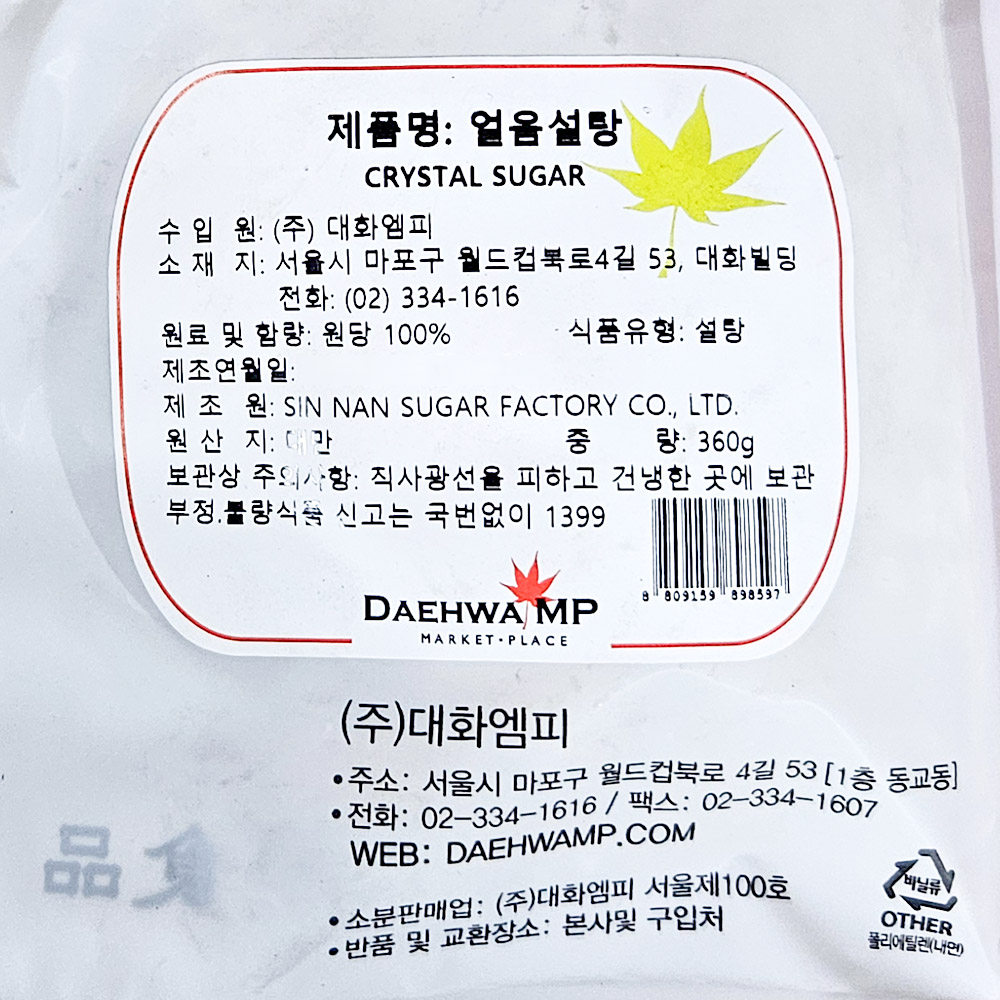 제품명: 얼음설탕
CRYSTAL SUGAR
수 입 원: (주) 대화엠피
소 재 지: 서울시 마포구 월드컵북로4길 53, 대화빌딩
전화: (02) 334-1616
원료 및 함량: 원당 100% 식품유형: 설탕
제조연월일:
제 조 원: SIN NAN SUGAR FACTORY CO., LTD.
원 산 지: 대만 중 량: 360g
보관상 주의사항: 직사광선을 피하고 건냉한 곳에 보관
부정.불량식품 신고는 국번없이 1399
8 809159 898597
DAEHWA MP
MARKET·PLACE
(주)대화엠피
•주소: 서울시 마포구 월드컵북로 4길 53 [1층 동교동]
•전화: 02-334-1616 / 팩스: 02-334-1607
WEB: DAEHWAMP.COM
•소분판매업: (주)대화엠피 서울제100호
•반품 및 교환장소: 본사및 구입처
비닐류
OTHER
폴리에틸렌(내면)
食品